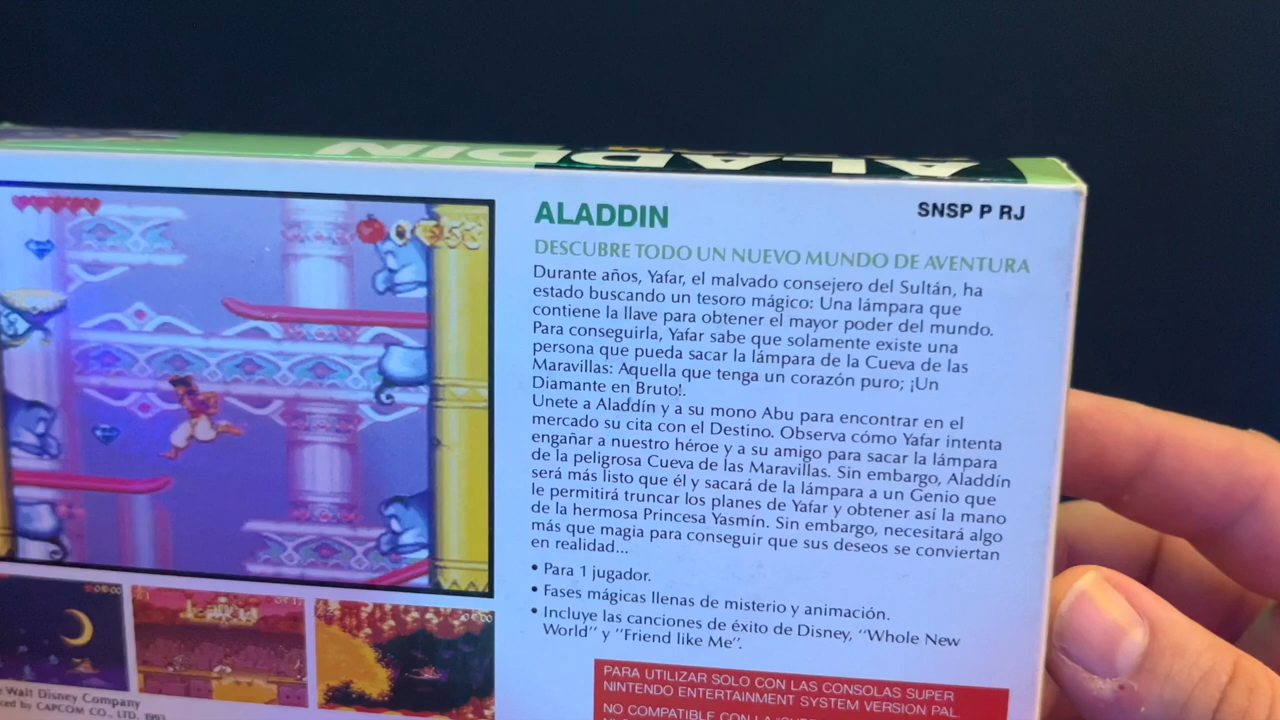 ALADDIN
ALADDIN
SNSP P RJ
DESCUBRE TODO UN NUEVO MUNDO DE AVENTURA
Durante años, Yafar, el malvado consejero del Sultán, ha
estado buscando un tesoro mágico: Una lámpara que
contiene la llave para obtener el mayor poder del mundo.
Para conseguirla, Yafar sabe que solamente existe una
persona que pueda sacar la lámpara de la Cueva de las
Maravillas: Aquella que tenga un corazón puro; ¡Un
Diamante en Bruto!.
Unete a Aladdín y a su mono Abu para encontrar en el
mercado su cita con el Destino. Observa cómo Yafar intenta
engañar a nuestro héroe y a su amigo para sacar la lámpara
de la peligrosa Cueva de las Maravillas. Sin embargo, Aladdín
será más listo que él y sacará de la lámpara a un Genio que
le permitirá truncar los planes de Yafar y obtener así la mano
de la hermosa Princesa Yasmín. Sin embargo, necesitará algo
más que magia para conseguir que sus deseos se conviertan
en realidad...
• Para 1 jugador.
• Fases mágicas llenas de misterio y animación.
• Incluye las canciones de éxito de Disney, "Whole New
World" y "Friend like Me".
PARA UTILIZAR SOLO CON LAS CONSOLAS SUPER
NINTENDO ENTERTAINMENT SYSTEM VERSION PAL.
NO COMPATIBLE CON LA
Walt Disney Company
by CAPCOM CO., LTD. 1993